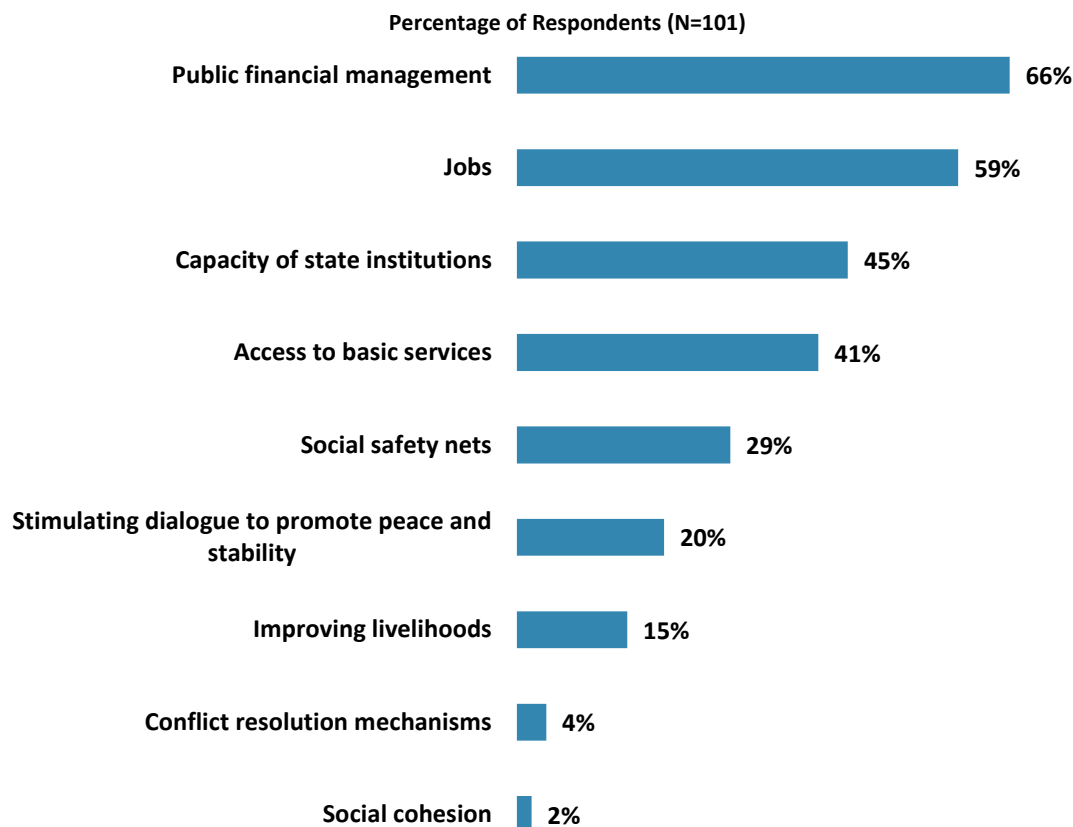 Percentage of Respondents (N=101)
Public financial management 66%
Jobs 59%
Capacity of state institutions 45%
Access to basic services 41%
Social safety nets 29%
Stimulating dialogue to promote peace and
stability 20%
Improving livelihoods 15%
Conflict resolution mechanisms 4%
Social cohesion 2%